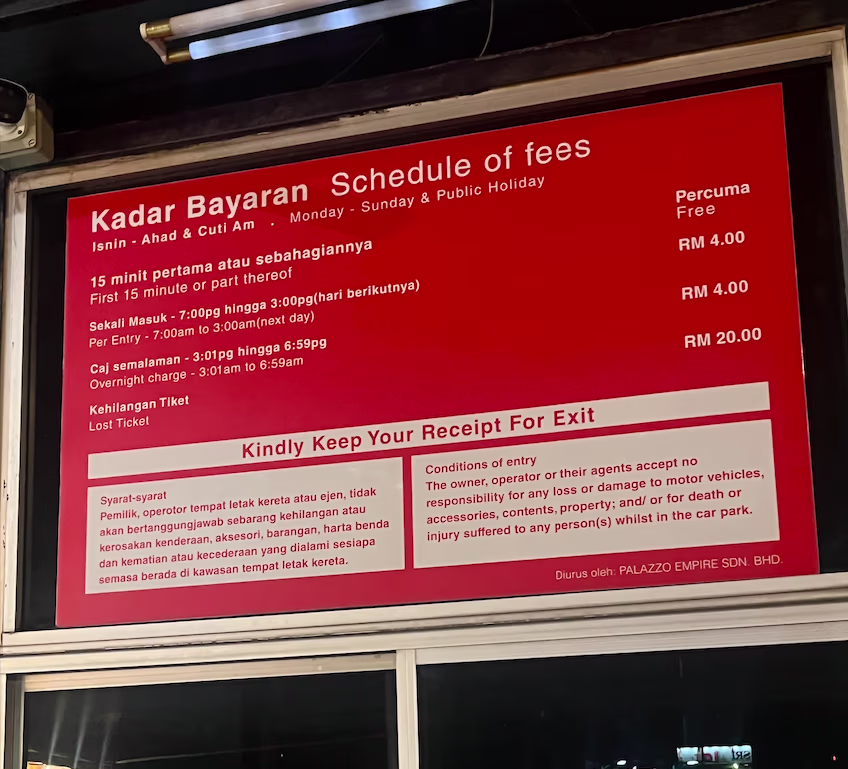 Kadar Bayaran Schedule of fees
Isnin - Ahad & Cuti Am . Monday - Sunday & Public Holiday
15 minit pertama atau sebahagiannya
First 15 minute or part thereof
Percuma
Free
Sekali Masuk - 7:00pg hingga 3:00pg(hari berikutnya)
Per Entry - 7:00am to 3:00am(next day)
RM 4.00
Caj semalaman - 3:01pg hingga 6:59pg
Overnight charge - 3:01am to 6:59am
RM 4.00
Kehilangan Tiket
Lost Ticket
RM 20.00
Kindly Keep Your Receipt For Exit
Syarat-syarat
Pemilik, operotor tempat letak kereta atau ejen, tidak
akan bertanggungjawab sebarang kehilangan atau
kerosakan kenderaan, aksesori, barangan, harta benda
dan kematian atau kecederaan yang dialami sesiapa
semasa berada di kawasan tempat letak kereta.
Conditions of entry
The owner, operator or their agents accept no
responsibility for any loss or damage to motor vehicles,
accessories, contents, property; and/ or for death or
injury suffered to any person(s) whilst in the car park.
Diurus oleh: PALAZZO EMPIRE SDN. BHD.